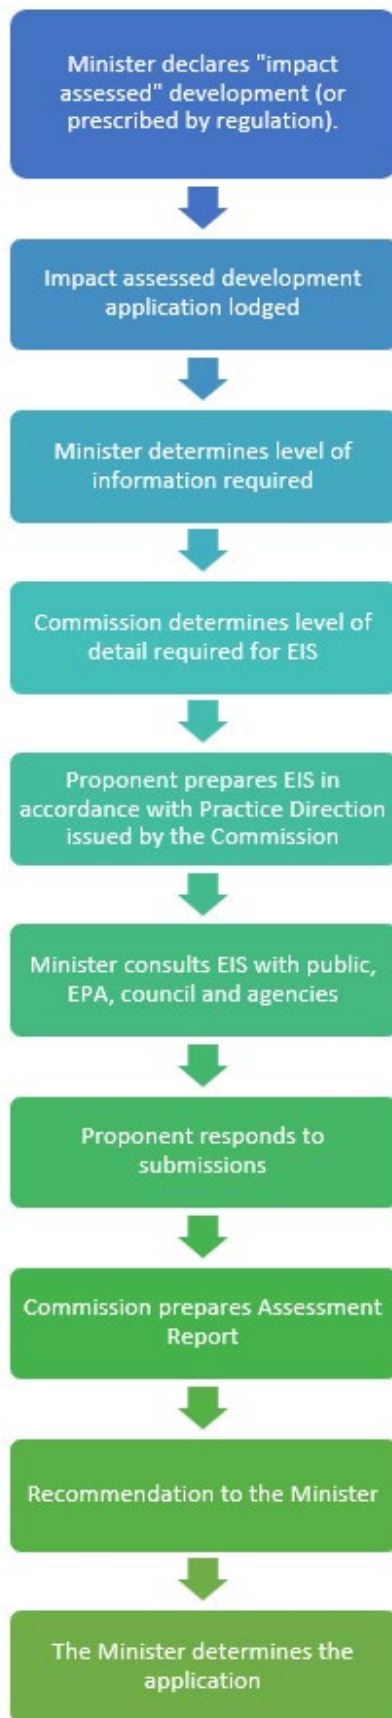 Minister declares "impact
assessed" development (or
prescribed by regulation).
Impact assessed development
application lodged
Minister determines level of
information required
Commission determines level of
detail required for EIS
Proponent prepares EIS in
accordance with Practice Direction
issued by the Commission
Minister consults EIS with public,
EPA, council and agencies
Proponent responds to
submissions
Commission prepares Assessment
Report
Recommendation to the Minister
The Minister determines the
application